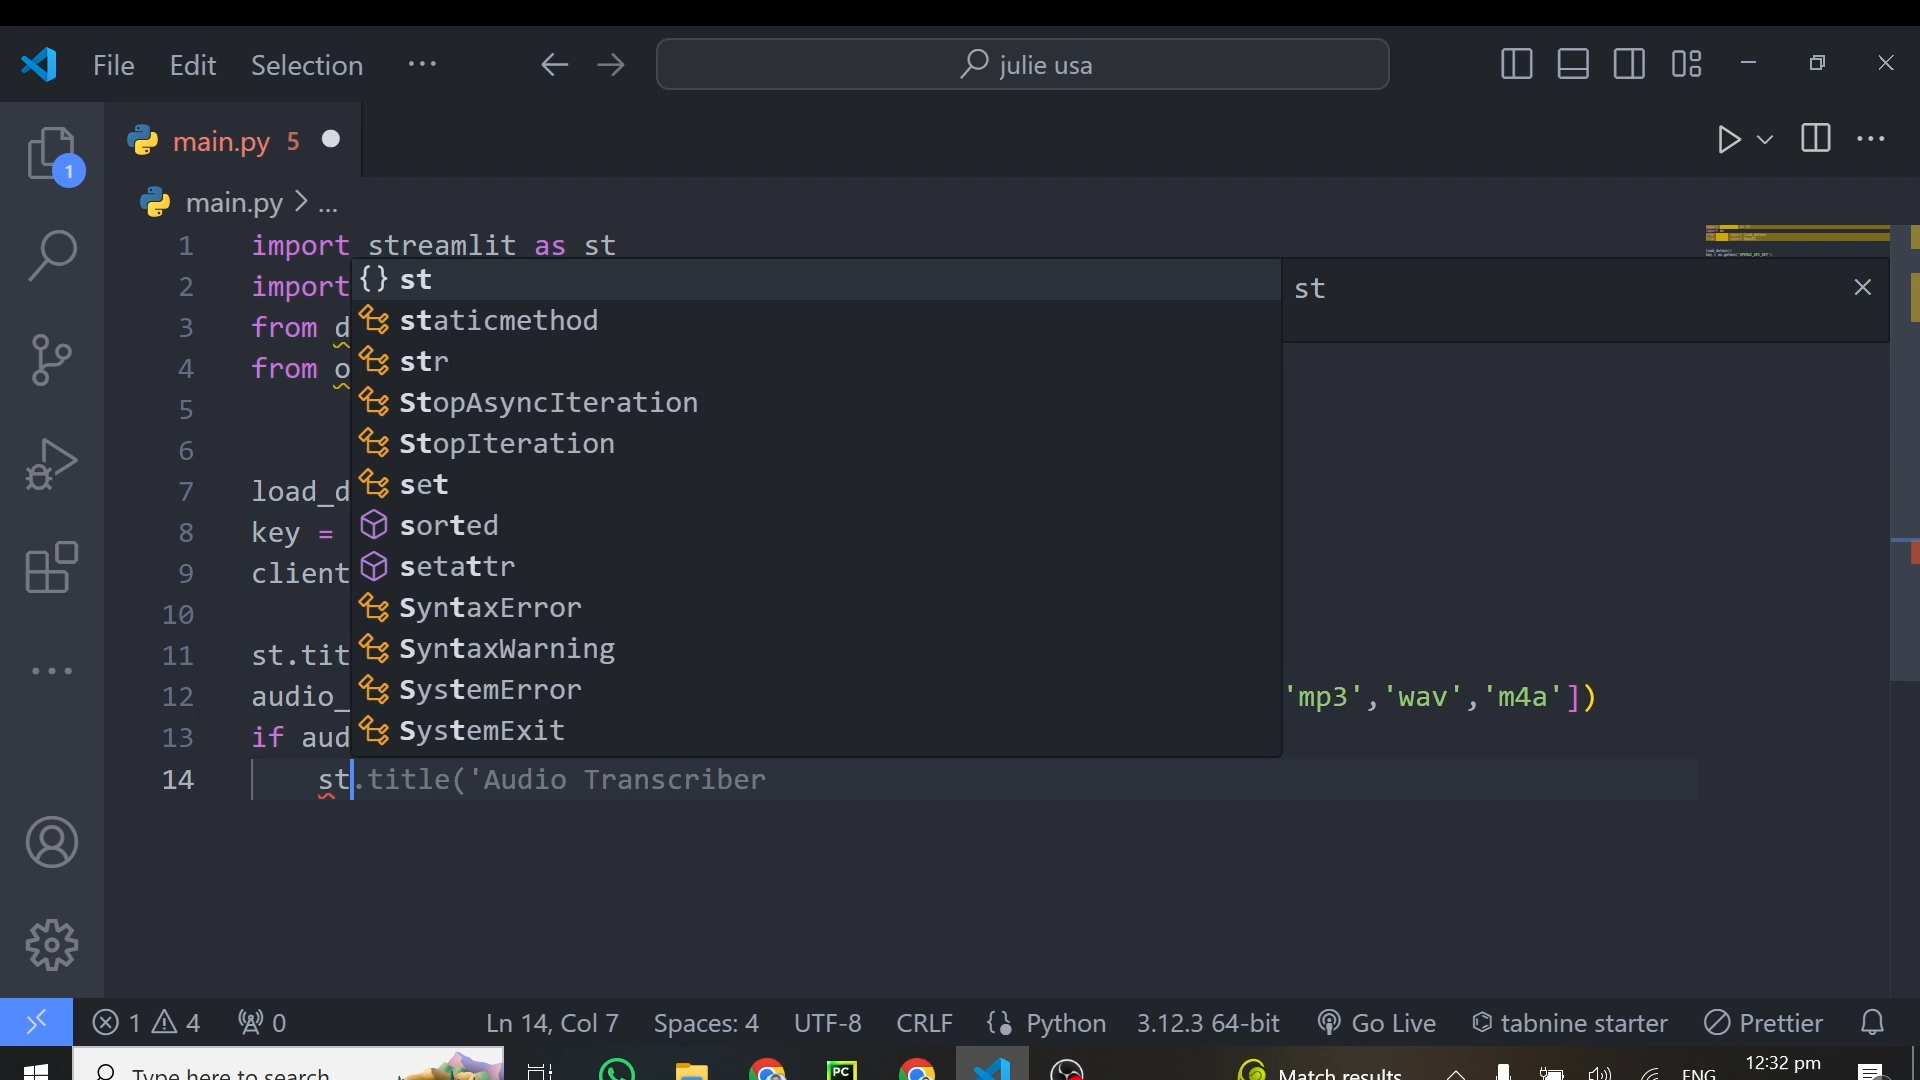 File Edit Selection ...
julie usa
main.py 5
1
main.py > ...
1 import streamlit as st
2 import
3 from d
4 from o
5
6
7 load_d
8 key =
9 client
10
11 st.tit
12 audio_ 'mp3','wav','m4a'])
13 if aud
14 st.title('Audio Transcriber
{} st
staticmethod
str
StopAsyncIteration
StopIteration
set
sorted
setattr
SyntaxError
SyntaxWarning
SystemError
SystemExit
st
1 4 0 Ln 14, Col 7 Spaces: 4 UTF-8 CRLF Python 3.12.3 64-bit Go Live tabnine starter Prettier
Type here to search PC Match results ENG 12:32 pm